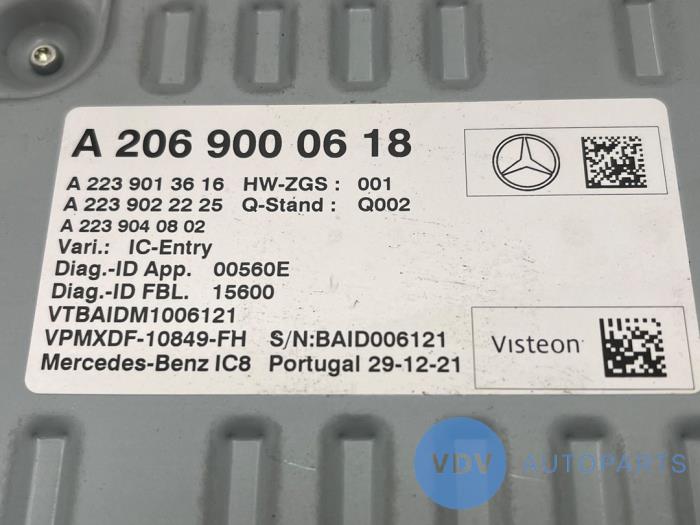 A 206 900 06 18
A 223 901 36 16 HW-ZGS : 001
A 223 902 22 25 Q-Stand : Q002
A 223 904 08 02
Vari.: IC-Entry
Diag.-ID App. 00560E
Diag.-ID FBL. 15600
VTBAIDM1006121
VPMXDF-10849-FH S/N:BAID006121
Mercedes-Benz IC8 Portugal 29-12-21
Visteon
VDV AUTOPARTS